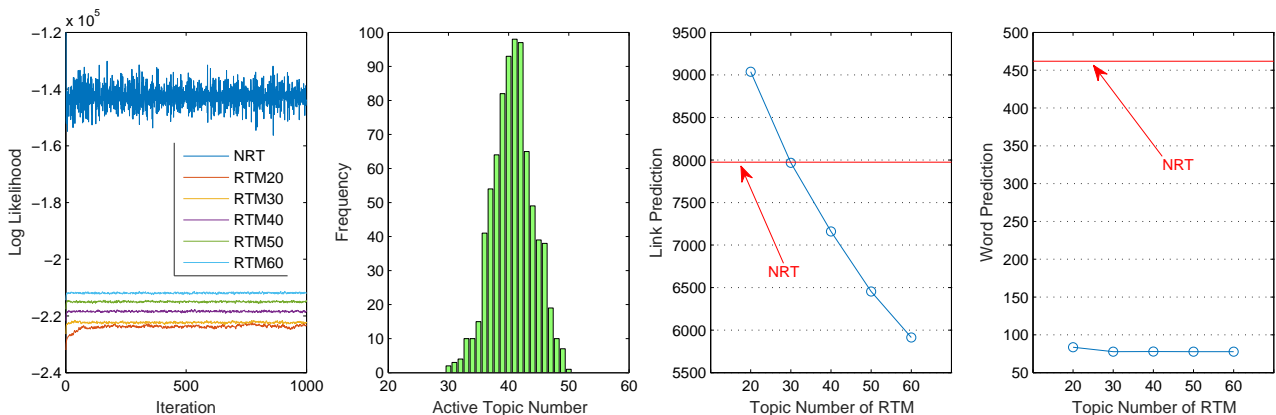 × 10⁵
−1.2
−1.4
−1.6
−1.8
−2
−2.2
−2.4
0 500 1000
Iteration
Log Likelihood
NRT
RTM20
RTM30
RTM40
RTM50
RTM60
100
90
80
70
60
50
40
30
20
10
0
20 30 40 50 60
Active Topic Number
Frequency
9500
9000
8500
8000
7500
7000
6500
6000
5500
20 30 40 50 60
Topic Number of RTM
Link Prediction
NRT
500
450
400
350
300
250
200
150
100
50
20 30 40 50 60
Topic Number of RTM
Word Prediction
NRT